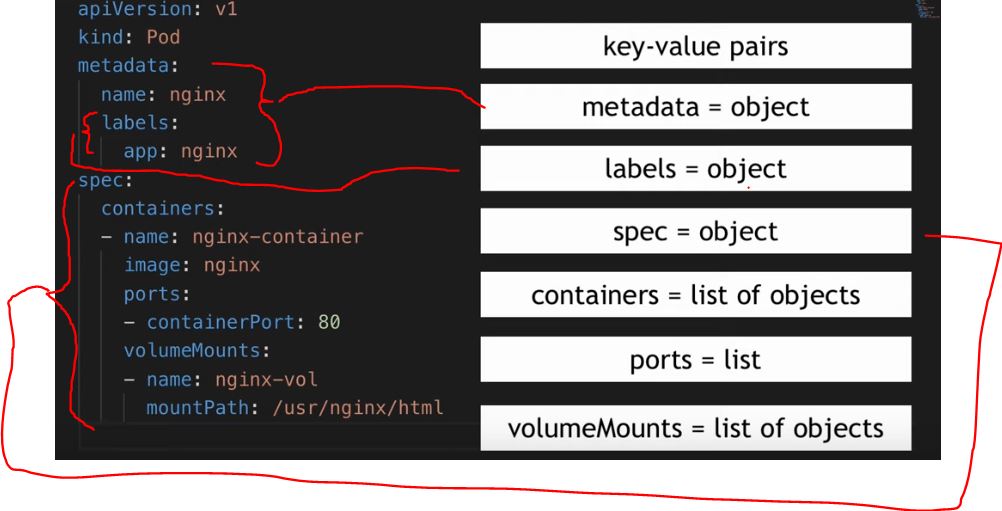 apiVersion: v1
kind: Pod
metadata:
  name: nginx
  labels:
    app: nginx
spec:
  containers:
  - name: nginx-container
    image: nginx
    ports:
    - containerPort: 80
    volumeMounts:
    - name: nginx-vol
      mountPath: /usr/nginx/html
key-value pairs
metadata = object
labels = object
spec = object
containers = list of objects
ports = list
volumeMounts = list of objects